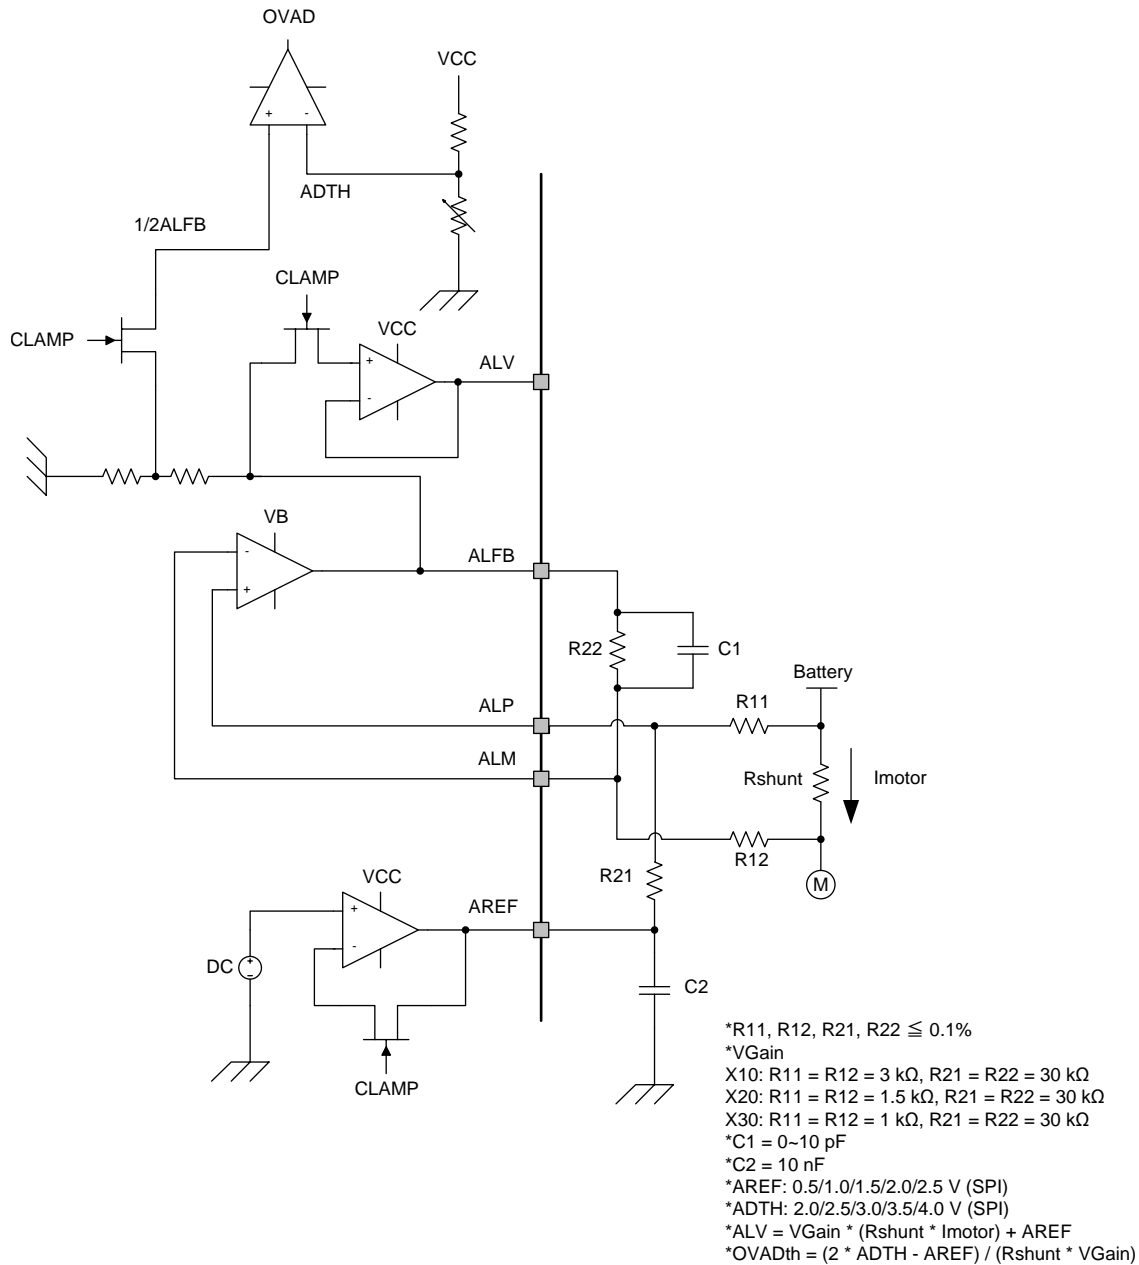 OVAD
VCC
+
-
ADTH
1/2ALFB
CLAMP
CLAMP
VCC
+
-
ALV
VB
-
+
ALFB
R22
C1
Battery
R11
ALP
ALM
Rshunt
Imotor
R12
M
R21
VCC
+
-
AREF
DC
+
-
C2
CLAMP
*R11, R12, R21, R22 ≦ 0.1%
*VGain
X10: R11 = R12 = 3 kΩ, R21 = R22 = 30 kΩ
X20: R11 = R12 = 1.5 kΩ, R21 = R22 = 30 kΩ
X30: R11 = R12 = 1 kΩ, R21 = R22 = 30 kΩ
*C1 = 0~10 pF
*C2 = 10 nF
*AREF: 0.5/1.0/1.5/2.0/2.5 V (SPI)
*ADTH: 2.0/2.5/3.0/3.5/4.0 V (SPI)
*ALV = VGain * (Rshunt * Imotor) + AREF
*OVADth = (2 * ADTH - AREF) / (Rshunt * VGain)